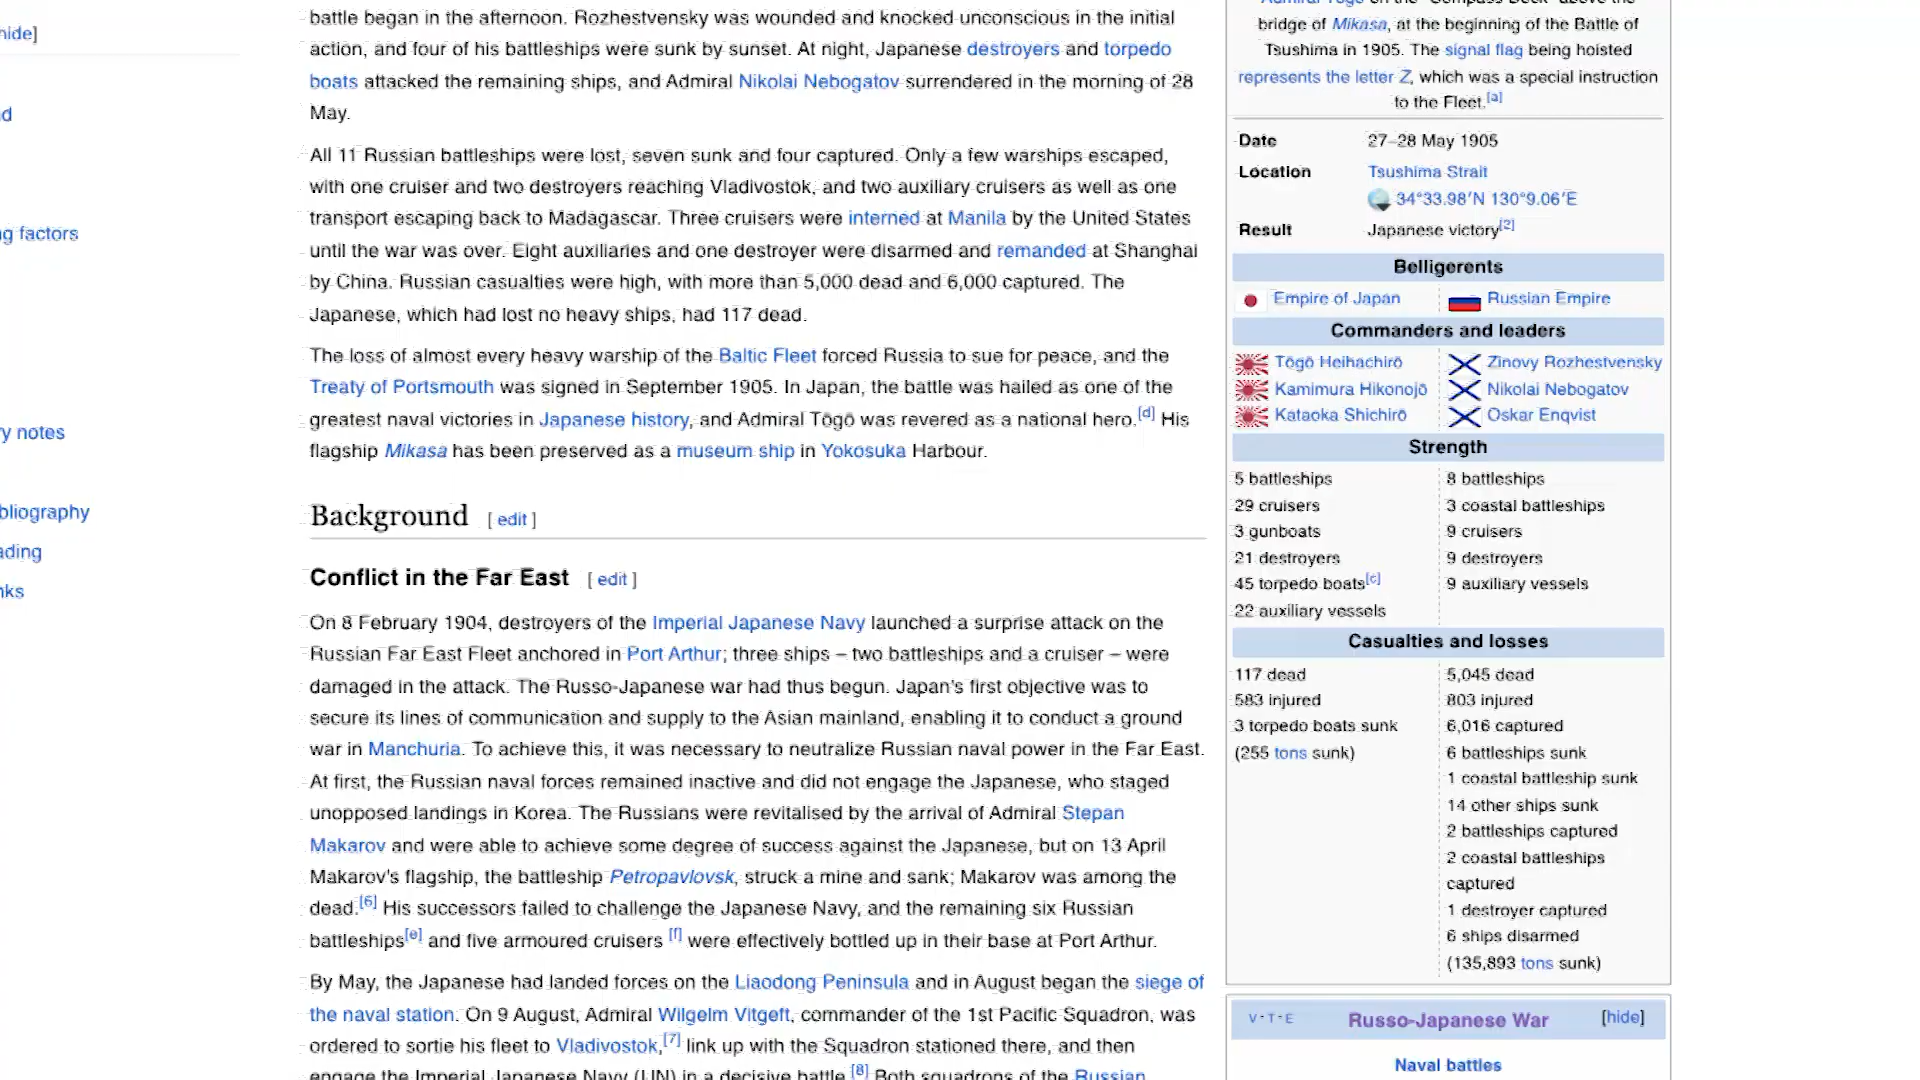 hide]
d
g factors
y notes
bliography
ading
nks
battle began in the afternoon. Rozhestvensky was wounded and knocked unconscious in the initial
action, and four of his battleships were sunk by sunset. At night, Japanese destroyers and torpedo
boats attacked the remaining ships, and Admiral Nikolai Nebogatov surrendered in the morning of 28
May.
All 11 Russian battleships were lost, seven sunk and four captured. Only a few warships escaped,
with one cruiser and two destroyers reaching Vladivostok, and two auxiliary cruisers as well as one
transport escaping back to Madagascar. Three cruisers were interned at Manila by the United States
until the war was over. Eight auxiliaries and one destroyer were disarmed and remanded at Shanghai
by China. Russian casualties were high, with more than 5,000 dead and 6,000 captured. The
Japanese, which had lost no heavy ships, had 117 dead.
The loss of almost every heavy warship of the Baltic Fleet forced Russia to sue for peace, and the
Treaty of Portsmouth was signed in September 1905. In Japan, the battle was hailed as one of the
greatest naval victories in Japanese history, and Admiral Tōgō was revered as a national hero.[d] His
flagship Mikasa has been preserved as a museum ship in Yokosuka Harbour.
Background [ edit ]
Conflict in the Far East [ edit ]
On 8 February 1904, destroyers of the Imperial Japanese Navy launched a surprise attack on the
Russian Far East Fleet anchored in Port Arthur; three ships – two battleships and a cruiser – were
damaged in the attack. The Russo-Japanese war had thus begun. Japan's first objective was to
secure its lines of communication and supply to the Asian mainland, enabling it to conduct a ground
war in Manchuria. To achieve this, it was necessary to neutralize Russian naval power in the Far East.
At first, the Russian naval forces remained inactive and did not engage the Japanese, who staged
unopposed landings in Korea. The Russians were revitalised by the arrival of Admiral Stepan
Makarov and were able to achieve some degree of success against the Japanese, but on 13 April
Makarov's flagship, the battleship Petropavlovsk, struck a mine and sank; Makarov was among the
dead.[6] His successors failed to challenge the Japanese Navy, and the remaining six Russian
battleships[e] and five armoured cruisers [f] were effectively bottled up in their base at Port Arthur.
By May, the Japanese had landed forces on the Liaodong Peninsula and in August began the siege of
the naval station. On 9 August, Admiral Wilgelm Vitgeft, commander of the 1st Pacific Squadron, was
ordered to sortie his fleet to Vladivostok,[7] link up with the Squadron stationed there, and then
engage the Imperial Japanese Navy (IJN) in a decisive battle.[8] Both squadrons of the Russian
Admiral Tōgō on the "Compass Deck" above the
bridge of Mikasa, at the beginning of the Battle of
Tsushima in 1905. The signal flag being hoisted
represents the letter Z, which was a special instruction
to the Fleet.[a]
Date 27–28 May 1905
Location Tsushima Strait
34°33.98′N 130°9.06′E
Result Japanese victory[2]
Belligerents
Empire of Japan Russian Empire
Commanders and leaders
Tōgō Heihachirō Zinovy Rozhestvensky
Kamimura Hikonojō Nikolai Nebogatov
Kataoka Shichirō Oskar Enqvist
Strength
5 battleships
29 cruisers
3 gunboats
21 destroyers
45 torpedo boats[c]
22 auxiliary vessels
8 battleships
3 coastal battleships
9 cruisers
9 destroyers
9 auxiliary vessels
Casualties and losses
117 dead
583 injured
3 torpedo boats sunk
(255 tons sunk)
5,045 dead
803 injured
6,016 captured
6 battleships sunk
1 coastal battleship sunk
14 other ships sunk
2 battleships captured
2 coastal battleships
captured
1 destroyer captured
6 ships disarmed
(135,893 tons sunk)
V·T·E Russo-Japanese War [hide]
Naval battles